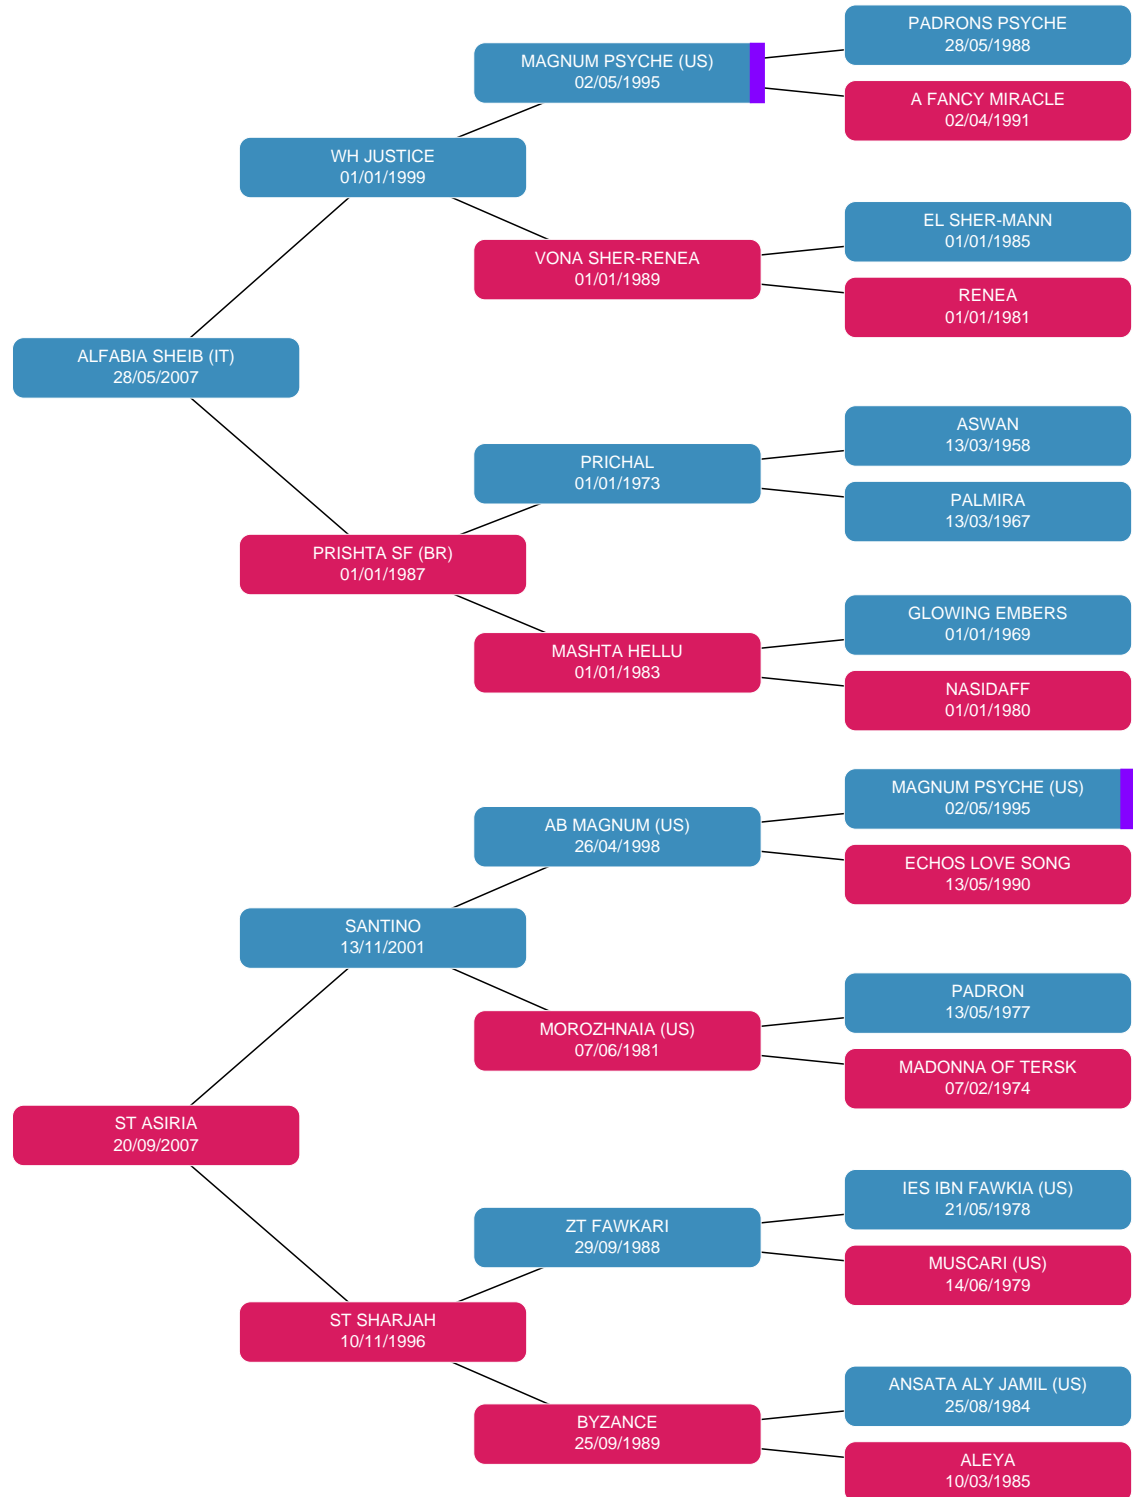 PADRONS PSYCHE
28/05/1988
MAGNUM PSYCHE (US)
02/05/1995
A FANCY MIRACLE
02/04/1991
WH JUSTICE
01/01/1999
EL SHER-MANN
01/01/1985
VONA SHER-RENEA
01/01/1989
RENEA
01/01/1981
ALFABIA SHEIB (IT)
28/05/2007
ASWAN
13/03/1958
PRICHAL
01/01/1973
PALMIRA
13/03/1967
PRISHTA SF (BR)
01/01/1987
GLOWING EMBERS
01/01/1969
MASHTA HELLU
01/01/1983
NASIDAFF
01/01/1980
MAGNUM PSYCHE (US)
02/05/1995
AB MAGNUM (US)
26/04/1998
ECHOS LOVE SONG
13/05/1990
SANTINO
13/11/2001
PADRON
13/05/1977
MOROZHNAIA (US)
07/06/1981
MADONNA OF TERSK
07/02/1974
ST ASIRIA
20/09/2007
IES IBN FAWKIA (US)
21/05/1978
ZT FAWKARI
29/09/1988
MUSCARI (US)
14/06/1979
ST SHARJAH
10/11/1996
ANSATA ALY JAMIL (US)
25/08/1984
BYZANCE
25/09/1989
ALEYA
10/03/1985